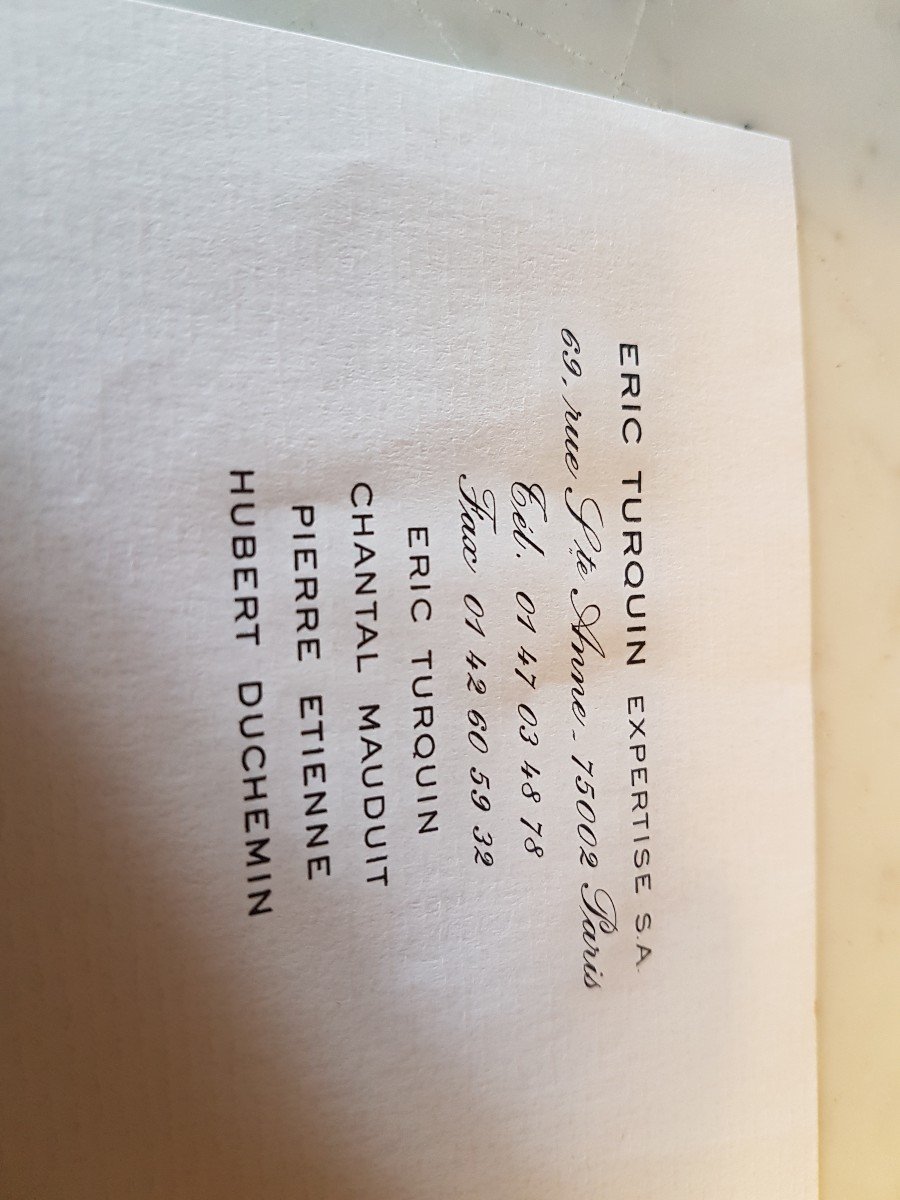 ERIC TURQUIN EXPERTISE S.A.
69, rue Ste Anne - 75002 Paris
Tél. 01 47 03 48 78
Fax 01 42 60 59 32
ERIC TURQUIN
CHANTAL MAUDUIT
PIERRE ETIENNE
HUBERT DUCHEMIN